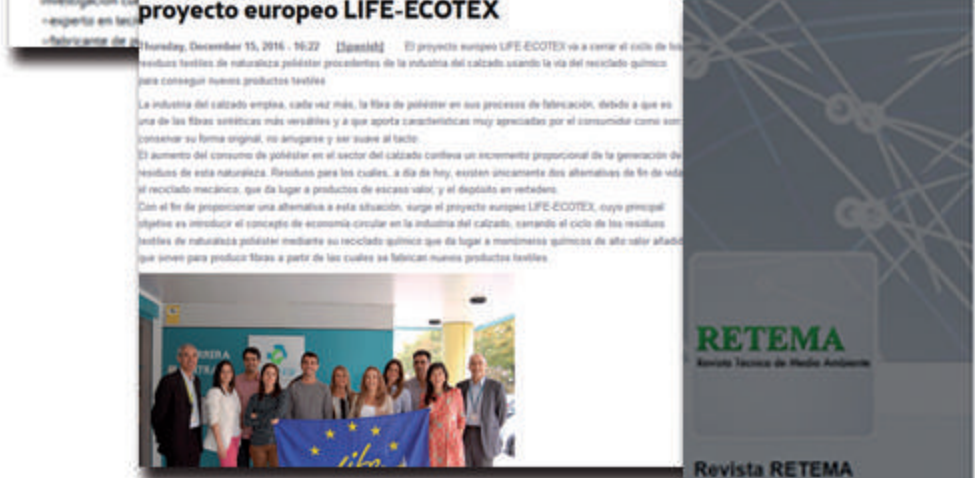 investigación cu
-experto en tecn
-fabricante de p
proyecto europeo LIFE-ECOTEX
Thursday, December 15, 2016 - 16:22 [Spanish] El proyecto europeo LIFE-ECOTEX va a cerrar el ciclo de los
residuos textiles de naturaleza poliéster procedentes de la industria del calzado usando la vía del reciclado químico
para conseguir nuevos productos textiles
La industria del calzado emplea, cada vez más, la fibra de poliéster en sus procesos de fabricación, debido a que es
una de las fibras sintéticas más versátiles y a que aporta características muy apreciadas por el consumidor como son
conservar su forma original, no arrugarse y ser suave al tacto.
El aumento del consumo de poliéster en el sector del calzado conlleva un incremento proporcional de la generación de
residuos de esta naturaleza. Residuos para los cuales, a día de hoy, existen únicamente dos alternativas de fin de vida
el reciclado mecánico, que da lugar a productos de escaso valor, y el depósito en vertedero.
Con el fin de proporcionar una alternativa a esta situación, surge el proyecto europeo LIFE-ECOTEX, cuyo principal
objetivo es introducir el concepto de economía circular en la industria del calzado, cerrando el ciclo de los residuos
textiles de naturaleza poliéster mediante su reciclado químico que da lugar a monómeros químicos de alto valor añadid
que sirven para producir fibras a partir de las cuales se fabrican nuevos productos textiles.
RRERA
life
RETEMA
Revista Técnica de Medio Ambiente
Revista RETEMA